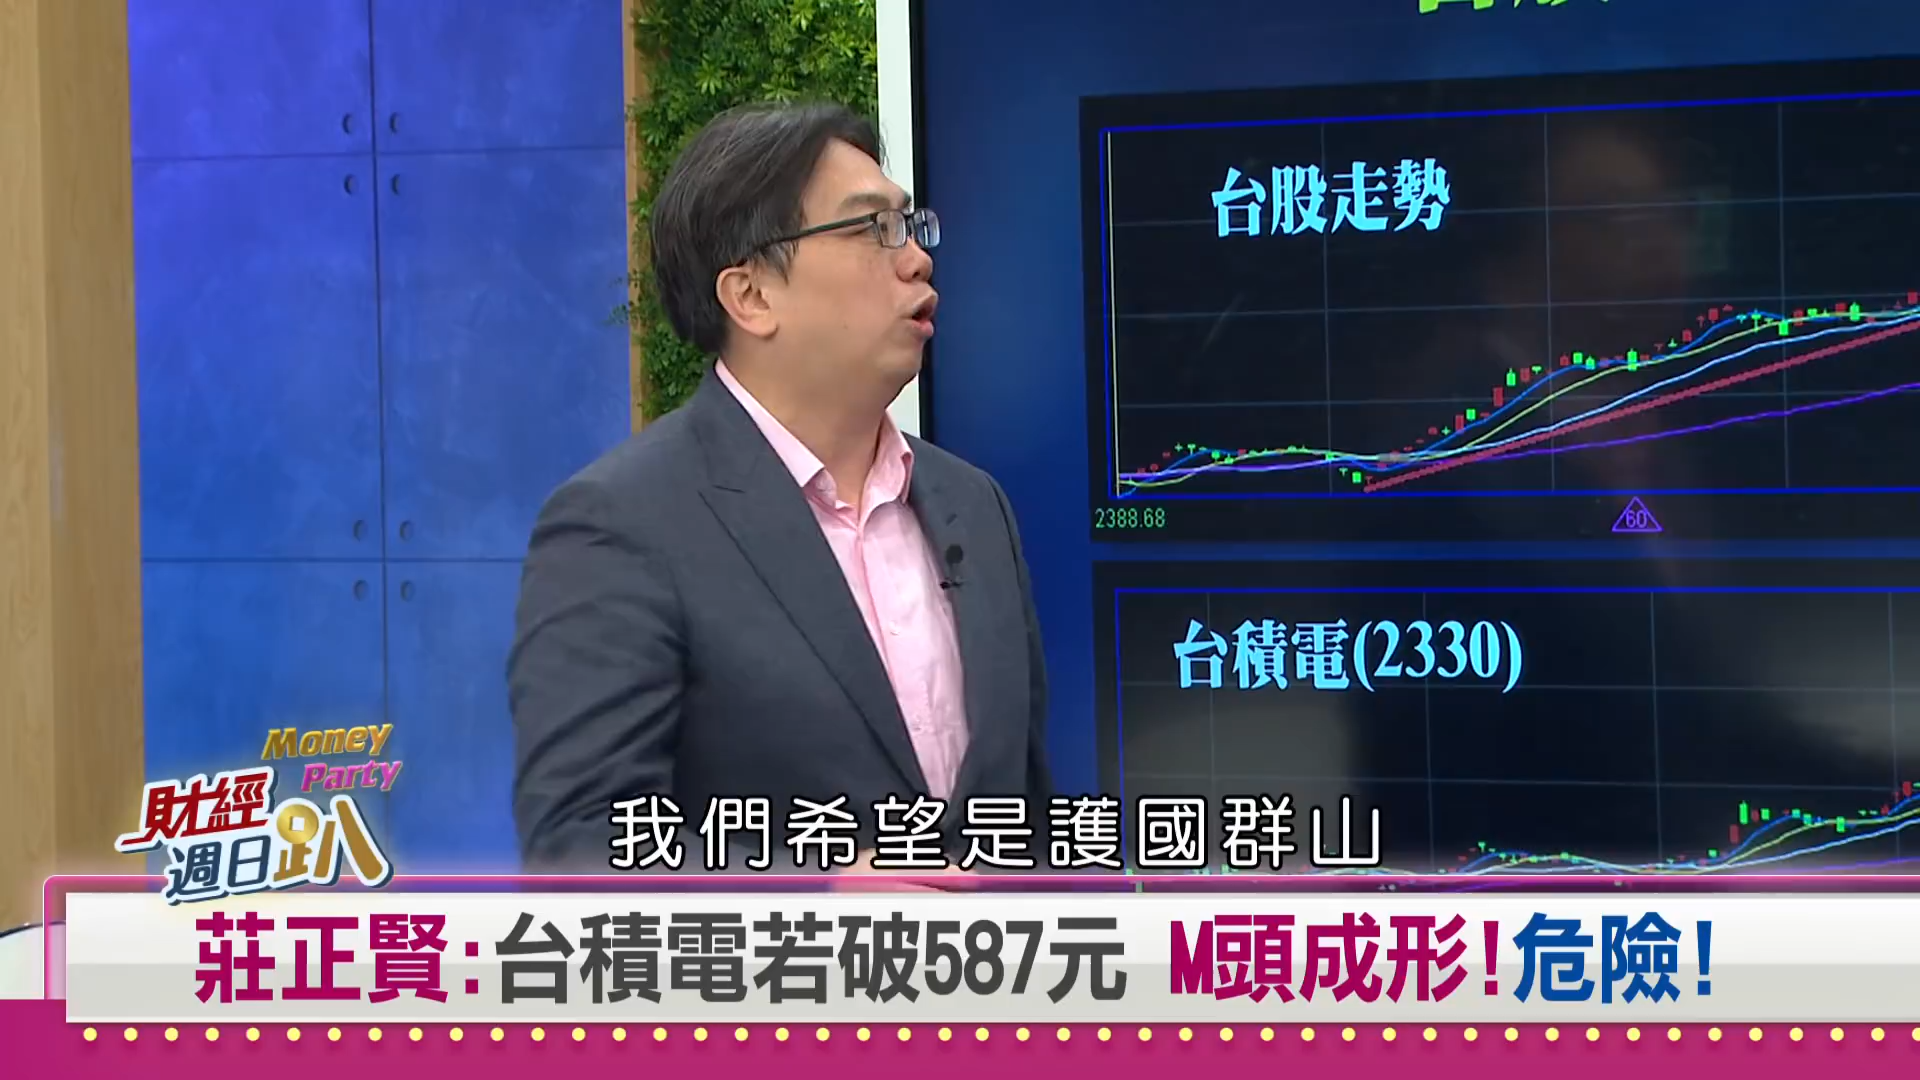 台股走勢
2388.68
60
台積電(2330)
Money
Party
財經
週日趴
我們希望是護國群山
莊正賢:台積電若破587元 M頭成形!危險!